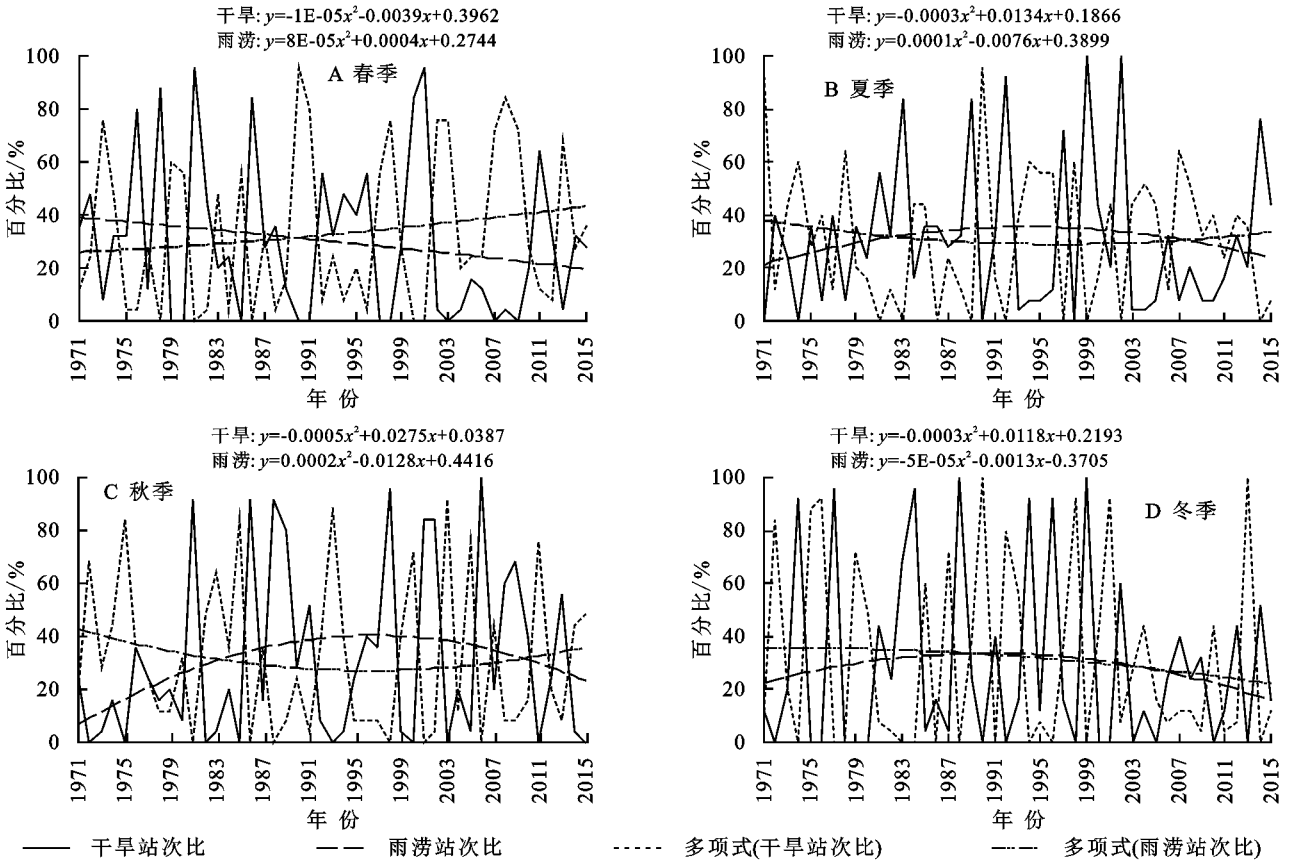 干旱: y=-1E-05x²-0.0039x+0.3962
雨涝: y=8E-05x²+0.0004x+0.2744
A 春季
百分比/%
100
80
60
40
20
0
1971 1975 1979 1983 1987 1991 1995 1999 2003 2007 2011 2015
年 份
干旱: y=-0.0003x²+0.0134x+0.1866
雨涝: y=0.0001x²-0.0076x+0.3899
B 夏季
百分比/%
100
80
60
40
20
0
1971 1975 1979 1983 1987 1991 1995 1999 2003 2007 2011 2015
年 份
干旱: y=-0.0005x²+0.0275x+0.0387
雨涝: y=0.0002x²-0.0128x+0.4416
C 秋季
百分比/%
100
80
60
40
20
0
1971 1975 1979 1983 1987 1991 1995 1999 2003 2007 2011 2015
年 份
干旱: y=-0.0003x²+0.0118x+0.2193
雨涝: y=-5E-05x²-0.0013x-0.3705
D 冬季
百分比/%
100
80
60
40
20
0
1971 1975 1979 1983 1987 1991 1995 1999 2003 2007 2011 2015
年 份
干旱站次比 雨涝站次比 多项式(干旱站次比) 多项式(雨涝站次比)